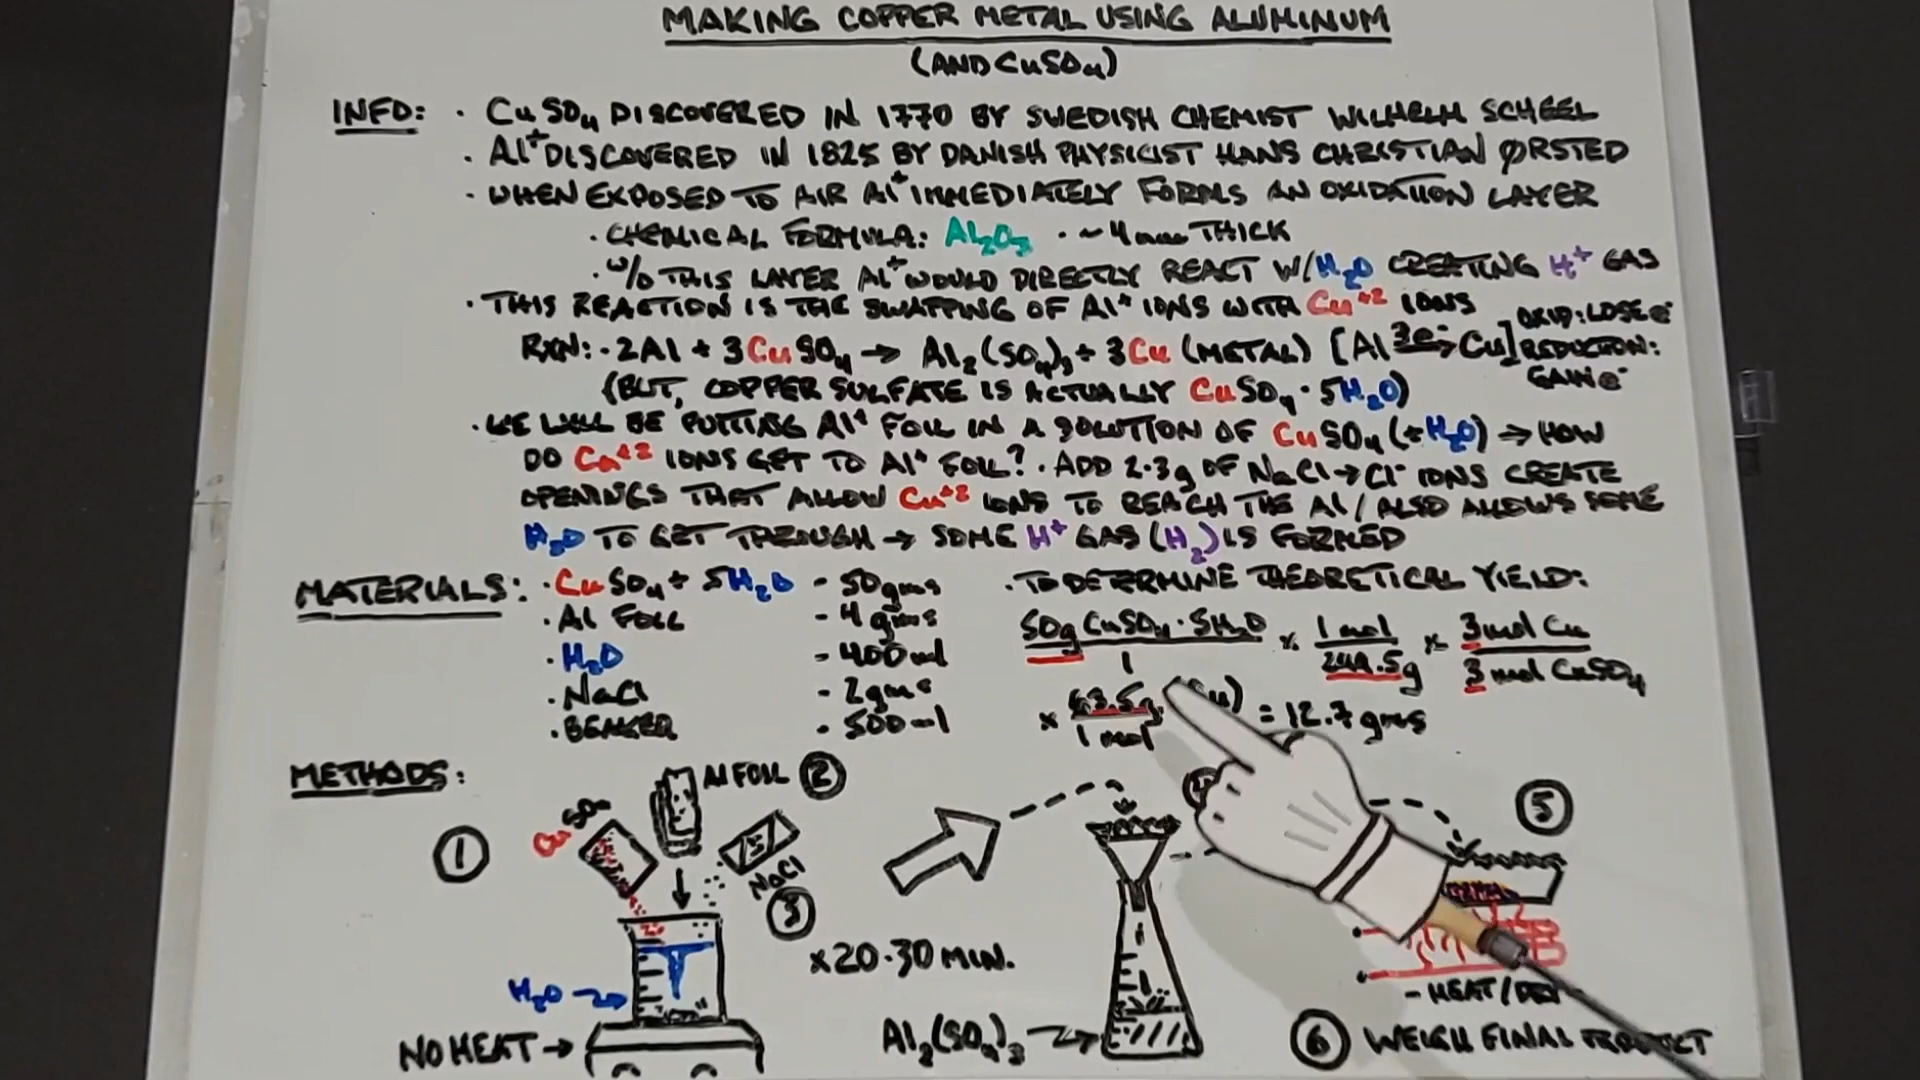 MAKING COPPER METAL USING ALUMINUM
(AND CuSO4)
INFO: · CuSO4 DISCOVERED IN 1770 BY SWEDISH CHEMIST WILHELM SCHEEL
· Al+ DISCOVERED IN 1825 BY DANISH PHYSICIST HANS CHRISTIAN ØRSTED
· WHEN EXPOSED TO AIR Al+ IMMEDIATELY FORMS AN OXIDATION LAYER
· CHEMICAL FORMULA: Al2O3 · ~4nm THICK
· W/O THIS LAYER Al+ WOULD DIRECTLY REACT W/H2O CREATING H+ GAS
· THIS REACTION IS THE SWAPPING OF Al+ IONS WITH Cu+2 IONS
RXN: · 2Al + 3CuSO4 → Al2(SO4)3 + 3Cu (METAL) [Al 3e-→ Cu]
OXID: LOSE e-
REDUCTION:
GAIN e-
(BUT, COPPER SULFATE IS ACTUALLY CuSO4 · 5H2O)
· WE WILL BE PUTTING Al+ FOIL IN A SOLUTION OF CuSO4 (+H2O) → HOW
DO Cu+2 IONS GET TO Al+ FOIL? · ADD 2-3g OF NaCl → Cl- IONS CREATE
OPENINGS THAT ALLOW Cu+2 IONS TO REACH THE Al / ALSO ALLOWS SOME
H2O TO GET THROUGH → SOME H+ GAS (H2) IS FORMED
MATERIALS: · CuSO4 + 5H2O - 50gms
· Al FOIL - 4 gms
· H2O - 400ml
· NaCl - 2gms
· BEAKER - 500ml
· TO DETERMINE THEORETICAL YIELD:
50g CuSO4 · 5H2O / 1 × 1 mol / 249.5g × 3 mol Cu / 3 mol CuSO4
× 63.5g / 1 mol = 12.7 gms
METHODS:
1
CuSO4
Al FOIL 2
NaCl
3
H2O →
NO HEAT →
×20-30 MIN.
Al2(SO4)3 →
5
- HEAT/DRY
6 WEIGH FINAL PRODUCT